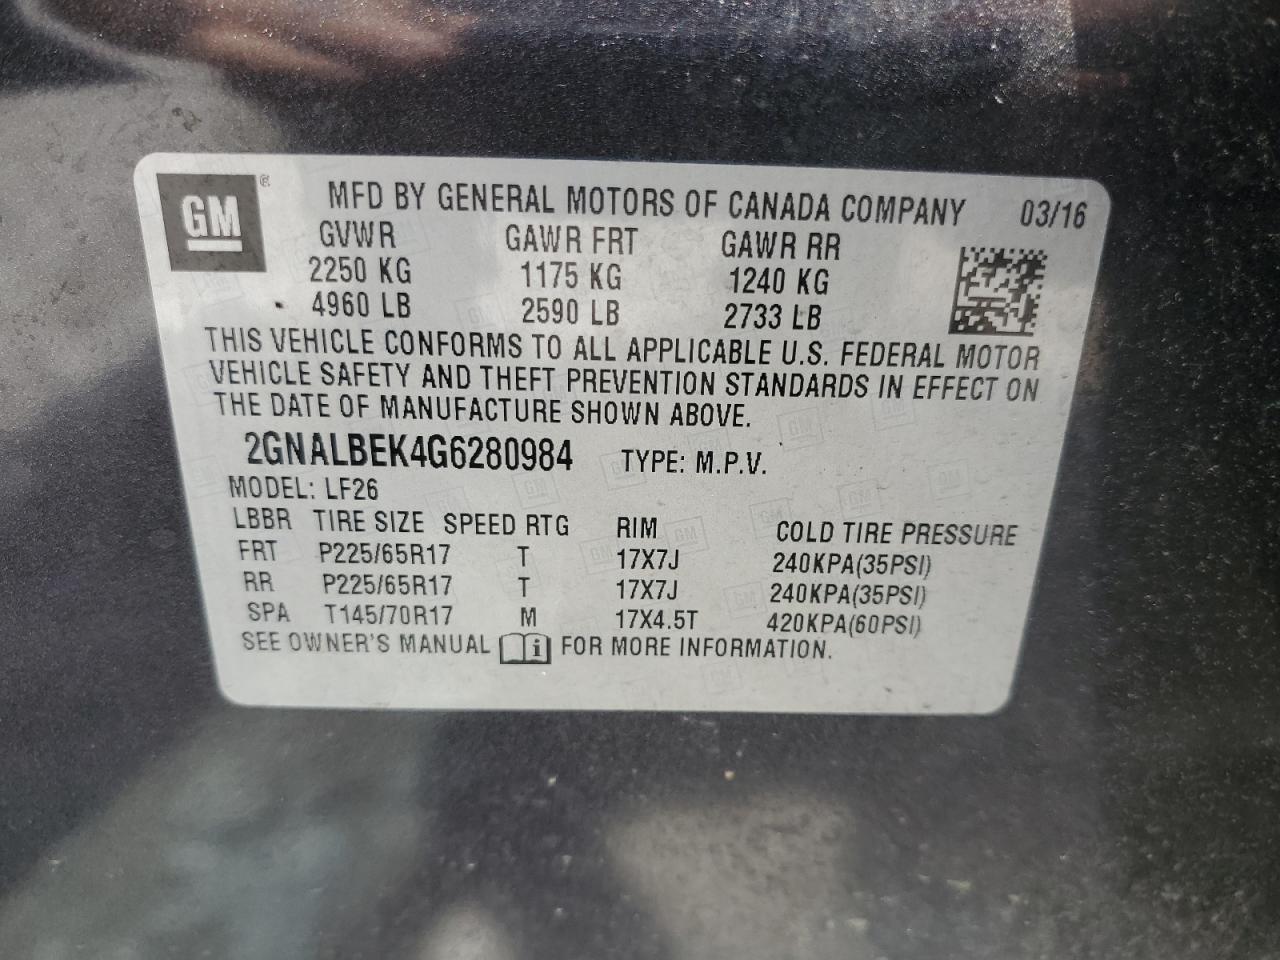 GM ®
MFD BY GENERAL MOTORS OF CANADA COMPANY 03/16
GVWR GAWR FRT GAWR RR
2250 KG 1175 KG 1240 KG
4960 LB 2590 LB 2733 LB
THIS VEHICLE CONFORMS TO ALL APPLICABLE U.S. FEDERAL MOTOR
VEHICLE SAFETY AND THEFT PREVENTION STANDARDS IN EFFECT ON
THE DATE OF MANUFACTURE SHOWN ABOVE.
2GNALBEK4G6280984 TYPE: M.P.V.
MODEL: LF26
LBBR TIRE SIZE SPEED RTG RIM COLD TIRE PRESSURE
FRT P225/65R17 T 17X7J 240KPA(35PSI)
RR P225/65R17 T 17X7J 240KPA(35PSI)
SPA T145/70R17 M 17X4.5T 420KPA(60PSI)
SEE OWNER'S MANUAL i FOR MORE INFORMATION.